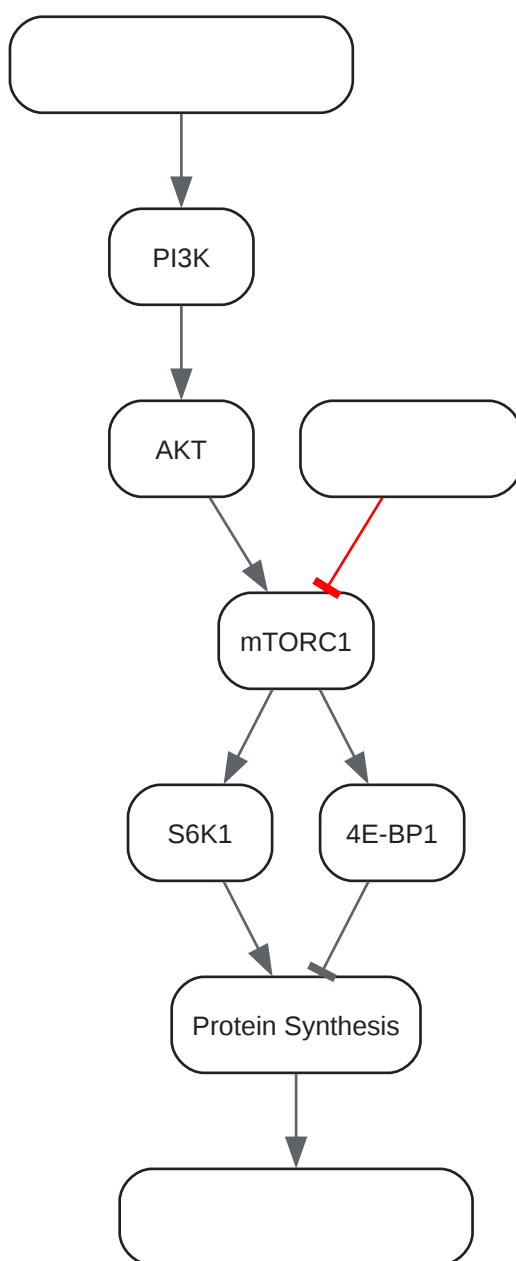 PI3K
AKT
mTORC1
S6K1
4E-BP1
Protein Synthesis